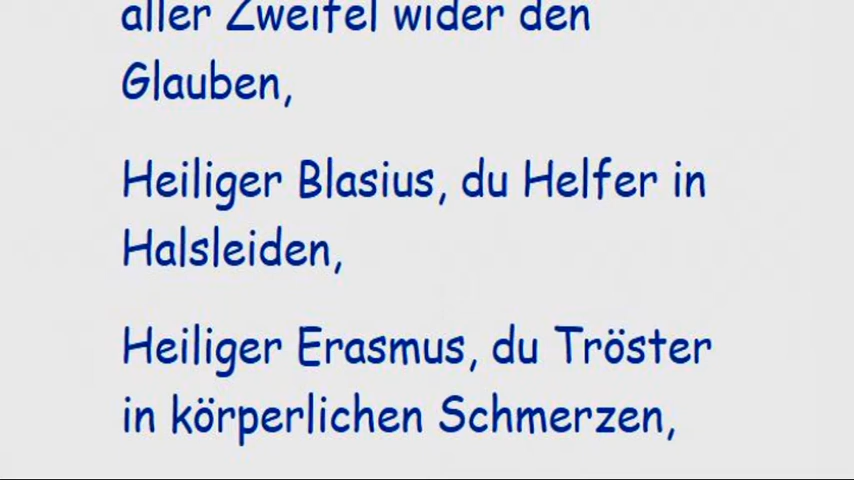 aller Zweifel wider den
Glauben,
Heiliger Blasius, du Helfer in
Halsleiden,
Heiliger Erasmus, du Tröster
in körperlichen Schmerzen,